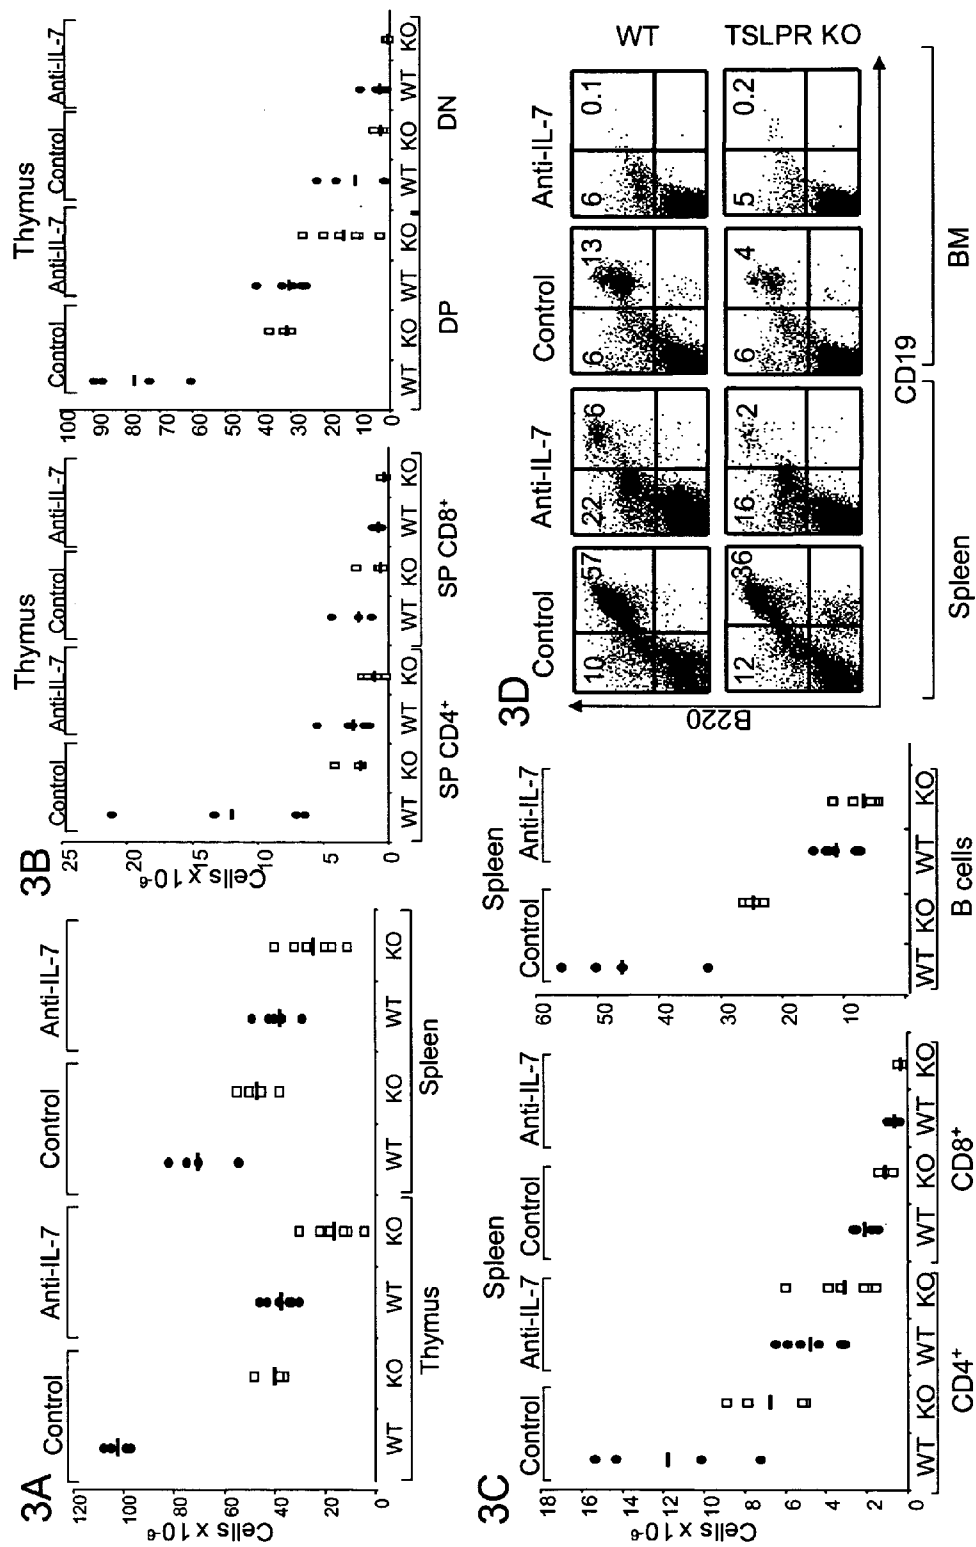 3A
Control
Anti-IL-7
Control
Anti-IL-7
Cells x 10-6
120
100
80
60
40
20
0
WT
KO
WT
KO
WT
KO
WT
KO
Thymus
Spleen
3B
Thymus
Control
Anti-IL-7
Control
Anti-IL-7
Cells x 10-6
25
20
15
10
5
0
WT
KO
WT
KO
WT
KO
WT
KO
SP CD4+
SP CD8+
Thymus
Control
Anti-IL-7
Control
Anti-IL-7
100
90
80
70
60
50
40
30
20
10
0
WT
KO
WT
KO
WT
KO
WT
KO
DP
DN
3C
Spleen
Control
Anti-IL-7
Control
Anti-IL-7
Cells x 10-6
18
16
14
12
10
8
6
4
2
0
WT
KO
WT
KO
WT
KO
WT
KO
CD4+
CD8+
Spleen
Control
Anti-IL-7
60
50
40
30
20
10
WT
KO
WT
KO
B cells
3D
Control
Anti-IL-7
Control
Anti-IL-7
10
57
22
6
6
13
6
0.1
WT
12
36
16
2
6
4
5
0.2
TSLPR KO
B220
CD19
Spleen
BM